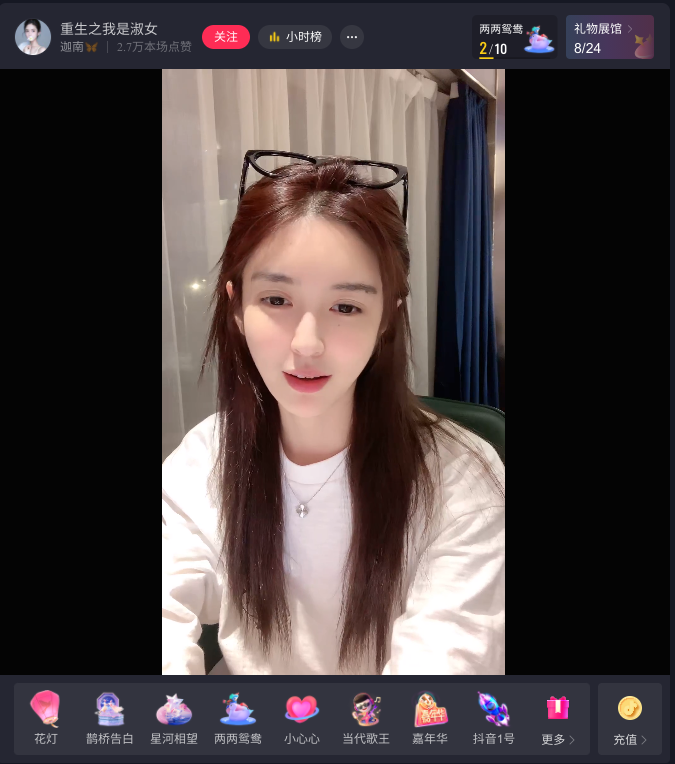 重生之我是淑女
迦南🦋 | 2.7万本场点赞
关注
小时榜
两两鸳鸯
2/10
礼物展馆
8/24
花灯
鹊桥告白
星河相望
两两鸳鸯
小心心
当代歌王
嘉年华
嘉年华
抖音1号
更多
充值